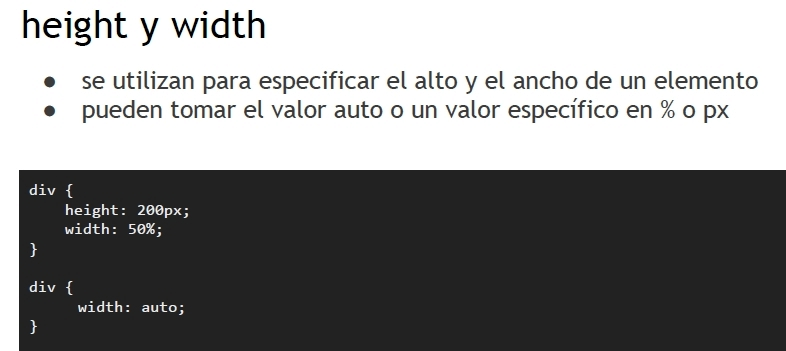 height y width
● se utilizan para especificar el alto y el ancho de un elemento
● pueden tomar el valor auto o un valor específico en % o px
div {
    height: 200px;
    width: 50%;
}
div {
     width: auto;
}